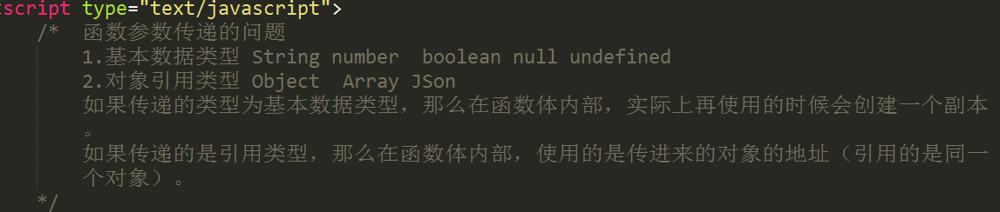 script type="text/javascript">
/* 函数参数传递的问题
1.基本数据类型 String number  boolean null undefined
2.对象引用类型 Object  Array JSon
如果传递的类型为基本数据类型，那么在函数体内部，实际上再使用的时候会创建一个副本
。
如果传递的是引用类型，那么在函数体内部，使用的是传进来的对象的地址（引用的是同一
个对象）。
*/